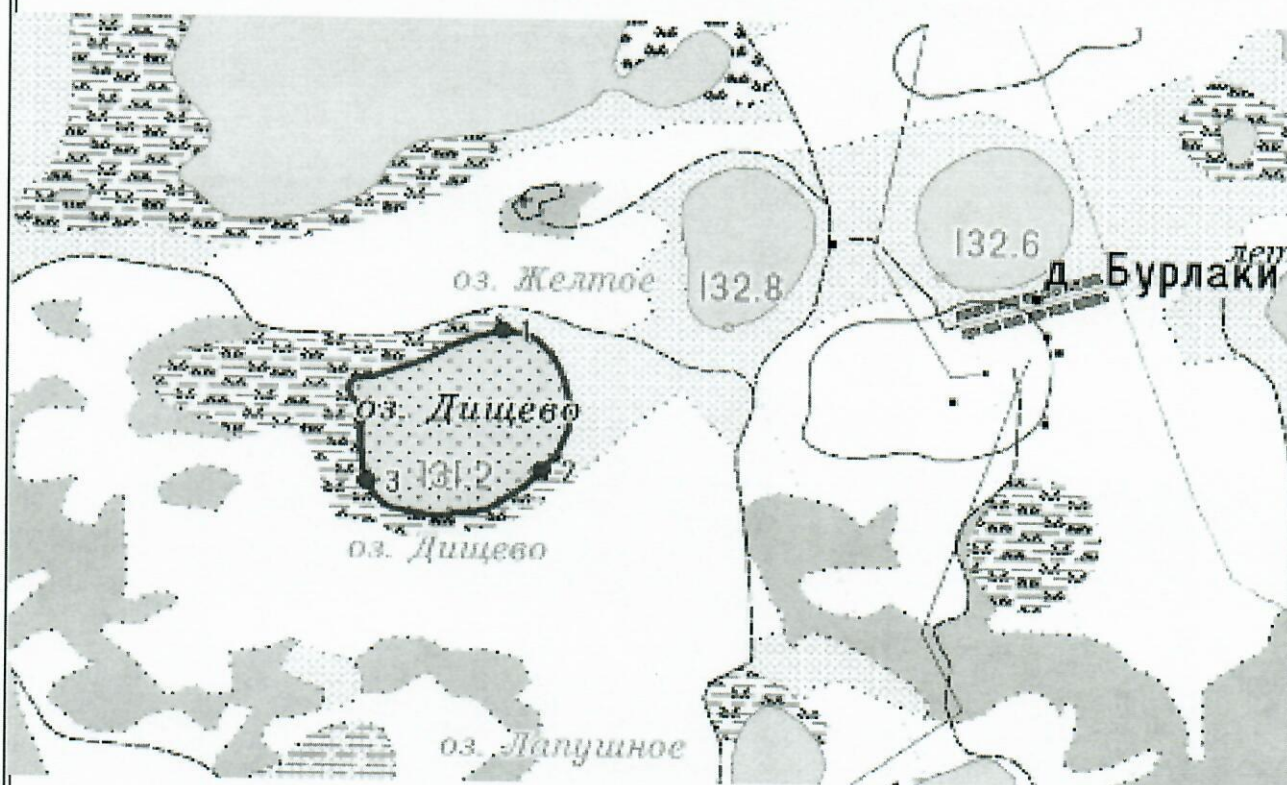 132.6
д. Бурлаки
оз. Желтое
132.8
1
оз. Дищево
3
131.2
2
оз. Дищево
оз. Лапушное